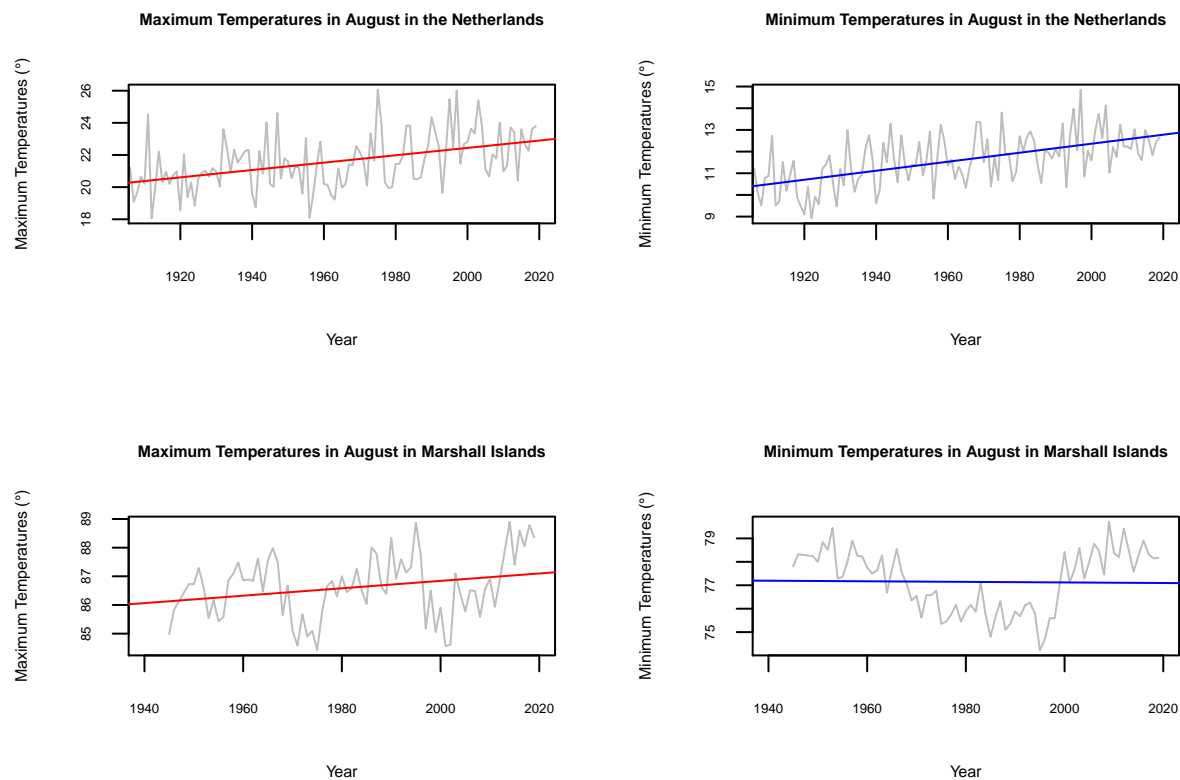 Maximum Temperatures in August in the Netherlands
Maximum Temperatures (°)
26
24
22
20
18
1920 1940 1960 1980 2000 2020
Year
Minimum Temperatures in August in the Netherlands
Minimum Temperatures (°)
15
13
11
9
1920 1940 1960 1980 2000 2020
Year
Maximum Temperatures in August in Marshall Islands
Maximum Temperatures (°)
89
88
87
86
85
1940 1960 1980 2000 2020
Year
Minimum Temperatures in August in Marshall Islands
Minimum Temperatures (°)
79
77
75
1940 1960 1980 2000 2020
Year